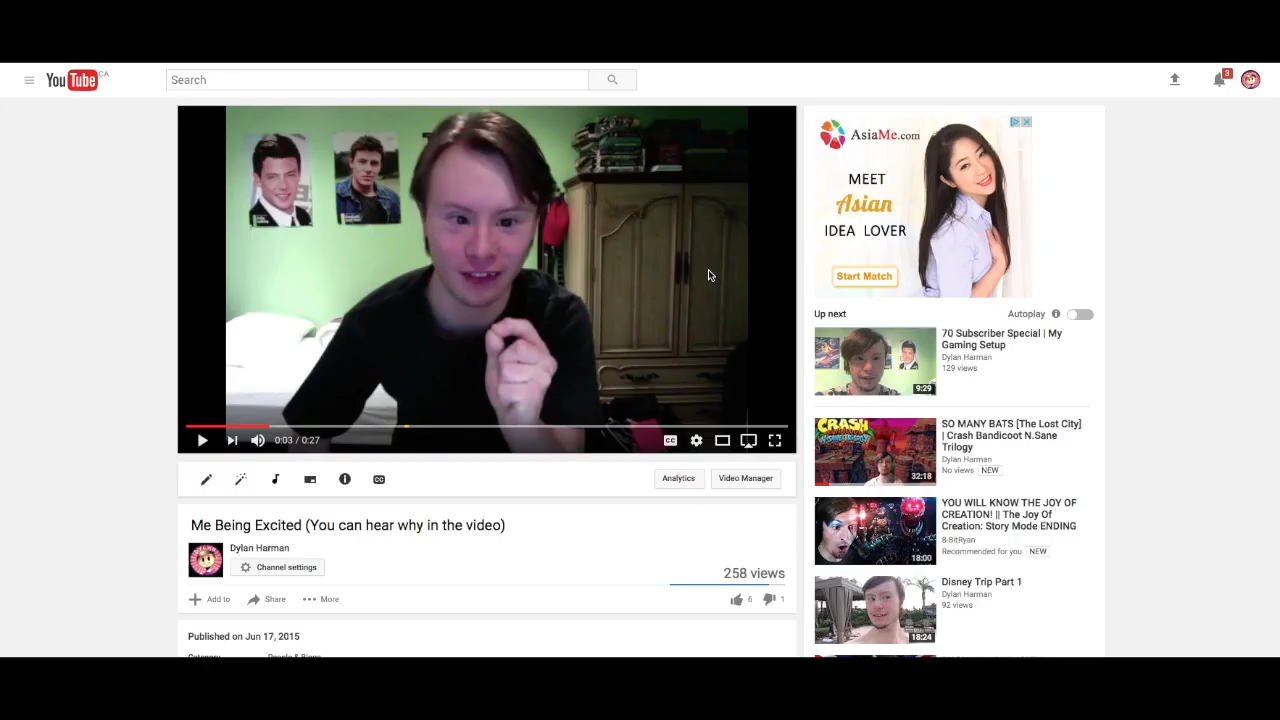 YouTube CA
Search
3
0:03 / 0:27
CC
Analytics
Video Manager
Me Being Excited (You can hear why in the video)
Dylan Harman
Channel settings
258 views
Add to
Share
More
6
1
Published on Jun 17, 2015
AsiaMe.com
MEET
Asian
IDEA LOVER
Start Match
Up next
Autoplay
70 Subscriber Special | My
Gaming Setup
Dylan Harman
129 views
9:29
SO MANY BATS [The Lost City]
| Crash Bandicoot N.Sane
Trilogy
Dylan Harman
No views NEW
CRASH
32:18
YOU WILL KNOW THE JOY OF
CREATION! || The Joy Of
Creation: Story Mode ENDING
8-BitRyan
Recommended for you NEW
18:00
Disney Trip Part 1
Dylan Harman
92 views
18:24